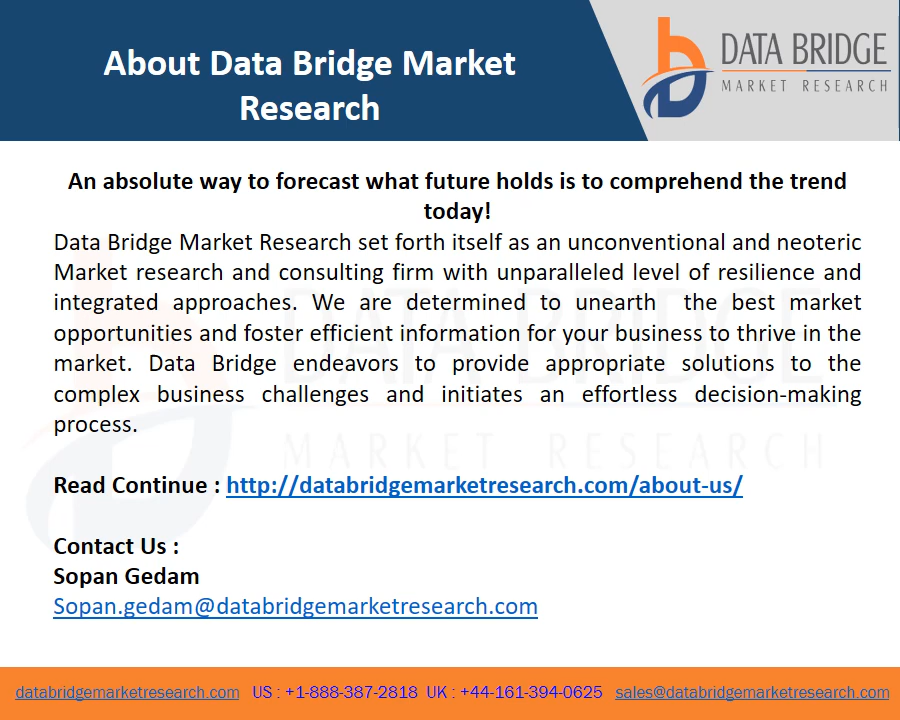 About Data Bridge Market
Research
DATA BRIDGE
MARKET RESEARCH
An absolute way to forecast what future holds is to comprehend the trend
today!
Data Bridge Market Research set forth itself as an unconventional and neoteric
Market research and consulting firm with unparalleled level of resilience and
integrated approaches. We are determined to unearth the best market
opportunities and foster efficient information for your business to thrive in the
market. Data Bridge endeavors to provide appropriate solutions to the
complex business challenges and initiates an effortless decision-making
process.
DATA BRIDGE
MARKET RESEARCH
Read Continue : http://databridgemarketresearch.com/about-us/
Contact Us :
Sopan Gedam
Sopan.gedam@databridgemarketresearch.com
databridgemarketresearch.com US : +1-888-387-2818 UK : +44-161-394-0625 sales@databridgemarketresearch.com